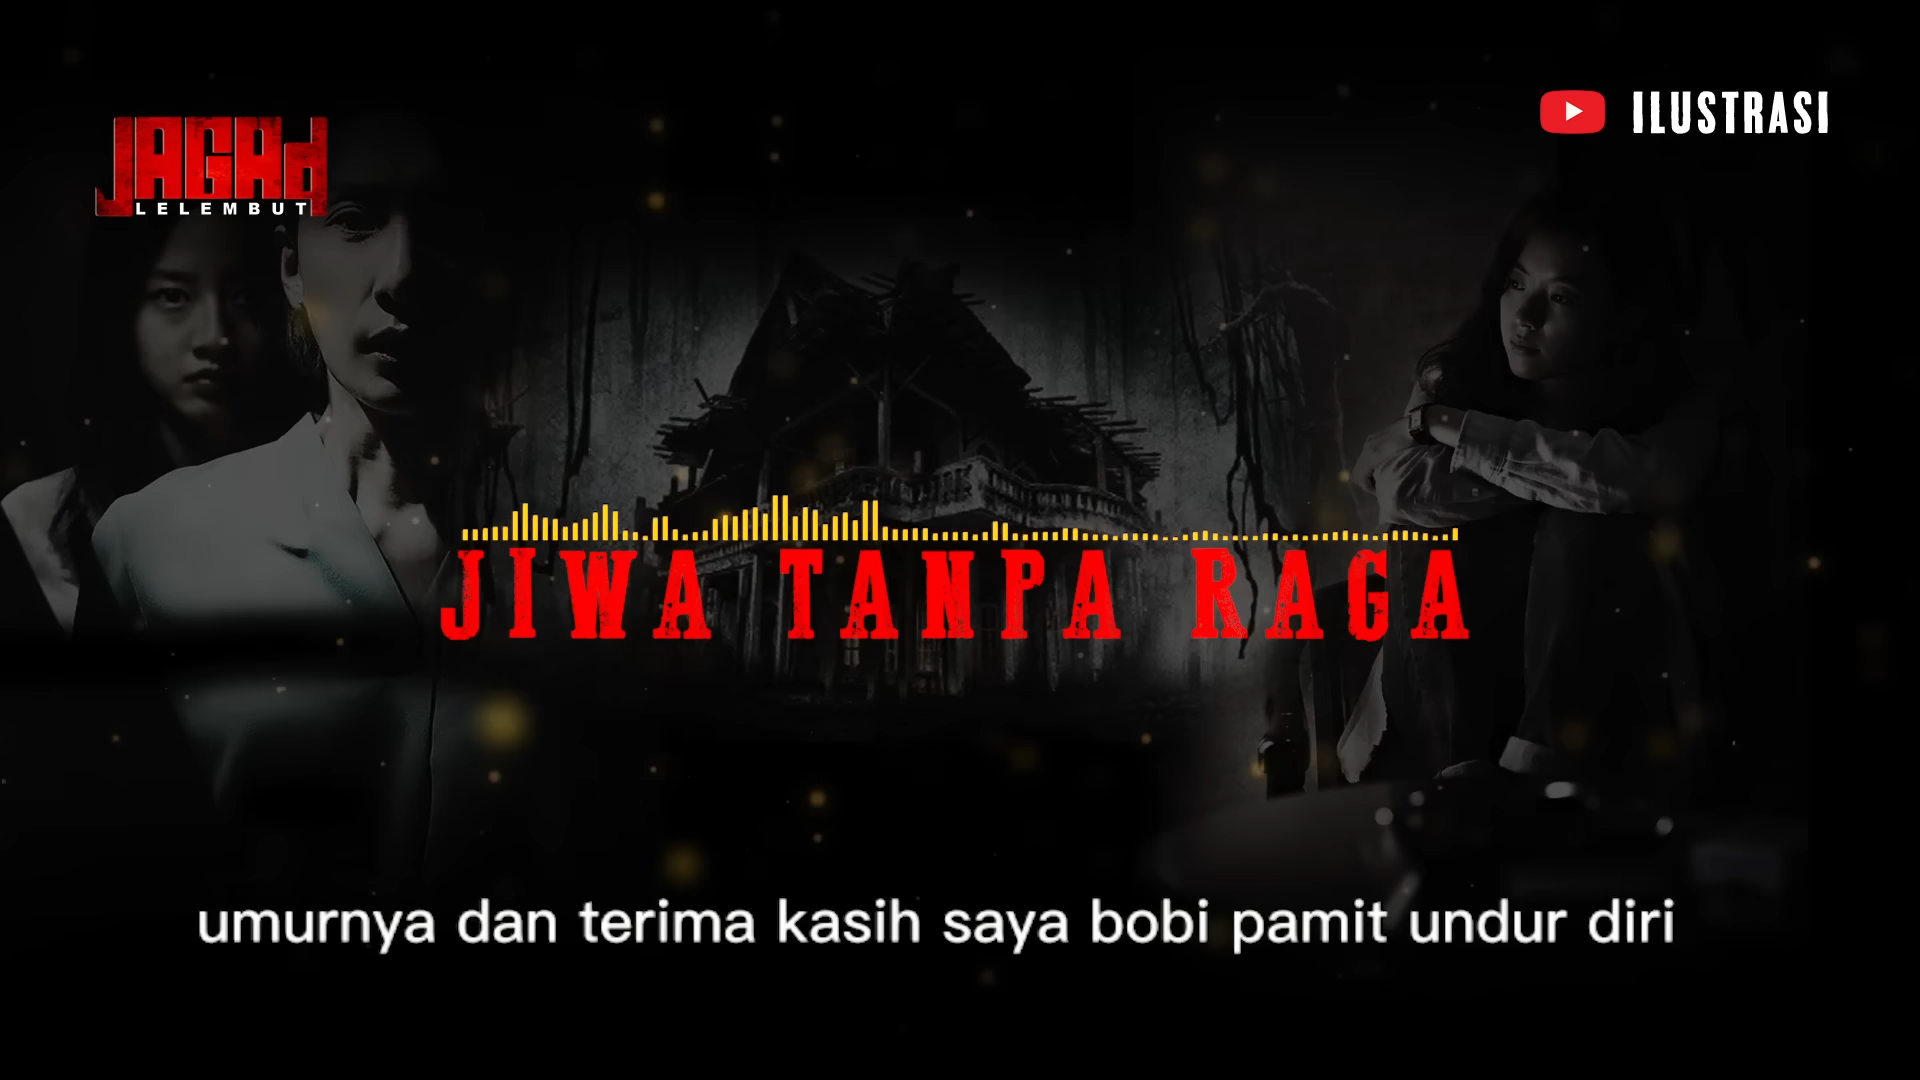 JAGAd
LELEMBUT
ILUSTRASI
JIWA TANPA RAGA
umurnya dan terima kasih saya bobi pamit undur diri